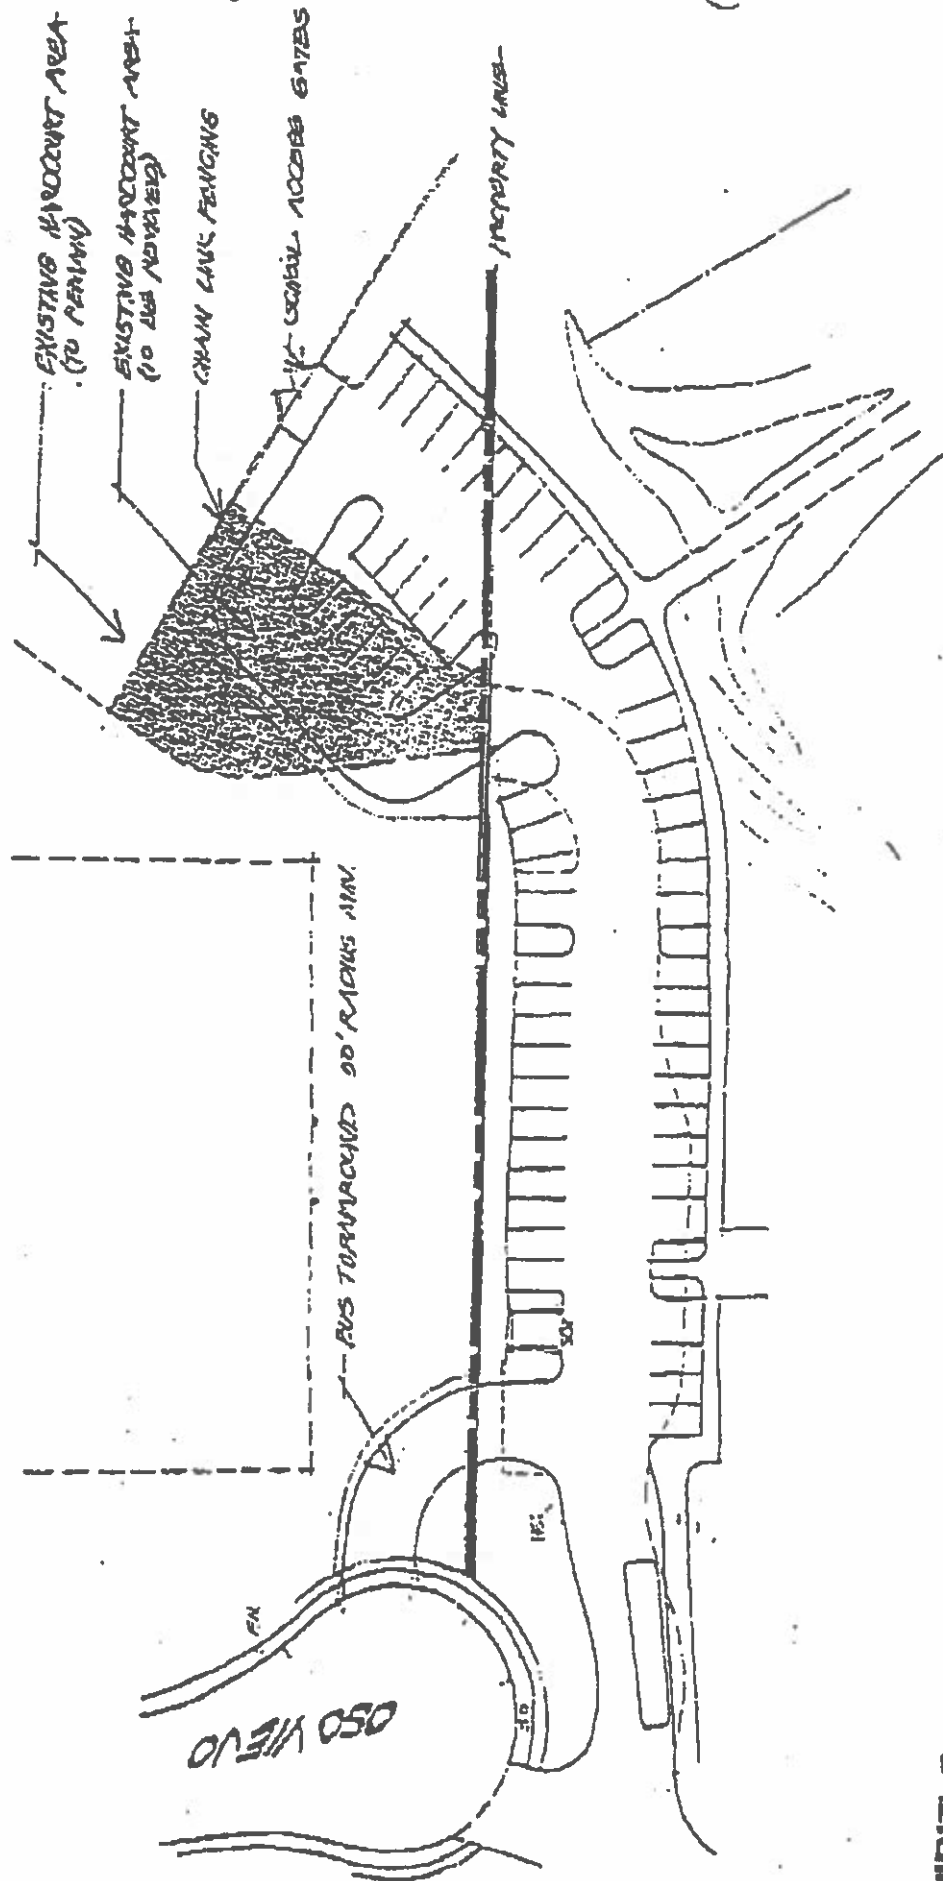 EXISTING HARDCOURT AREA
(TO REMAIN)
EXISTING HARDCOURT AREA
(TO BE REMOVED)
CHAIN LINK FENCING
ACCESS GATES
PROPERTY LINE
BUS TURNAROUND 50' RADIUS MIN.
F.H.
OSO VIEJO